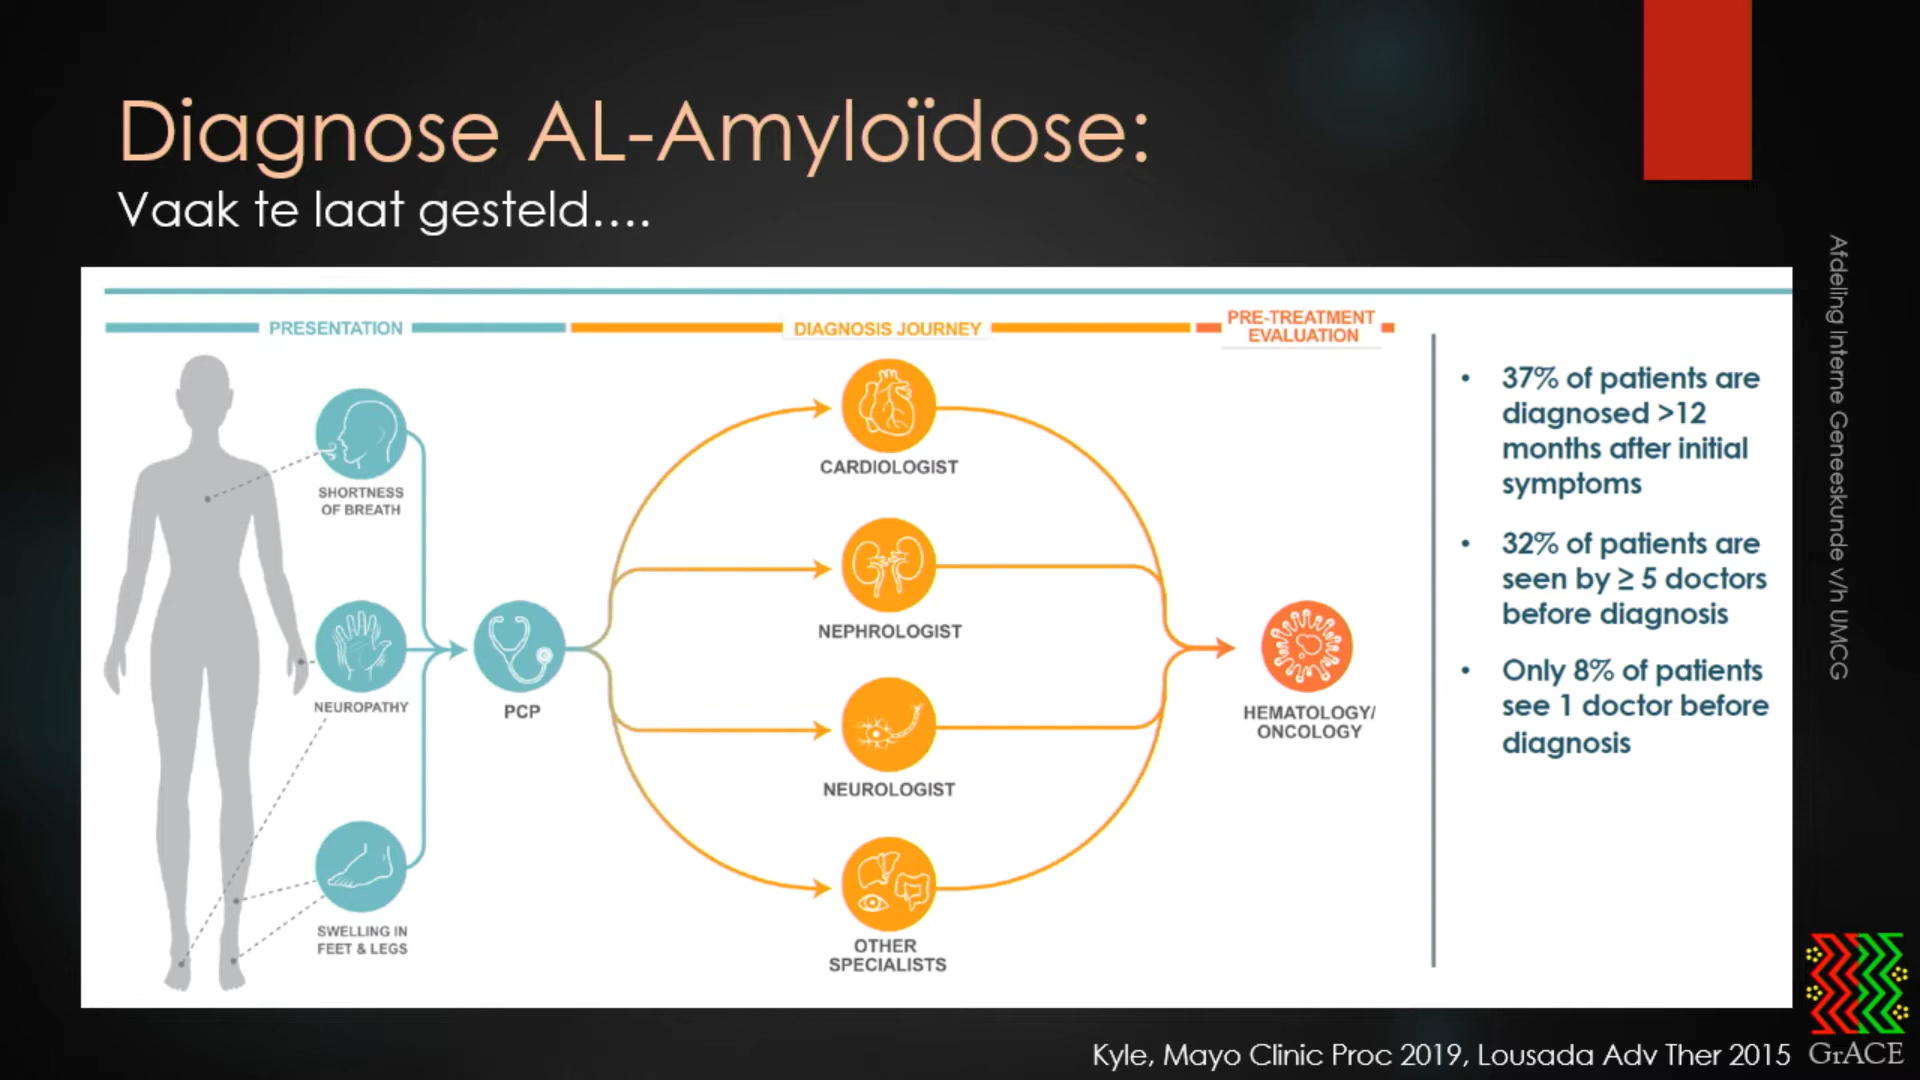 Diagnose AL-Amyloïdose:
Vaak te laat gesteld....
PRESENTATION
DIAGNOSIS JOURNEY
PRE-TREATMENT
EVALUATION
SHORTNESS
OF BREATH
NEUROPATHY
SWELLING IN
FEET & LEGS
PCP
CARDIOLOGIST
NEPHROLOGIST
NEUROLOGIST
OTHER
SPECIALISTS
HEMATOLOGY/
ONCOLOGY
• 37% of patients are
diagnosed >12
months after initial
symptoms
• 32% of patients are
seen by ≥ 5 doctors
before diagnosis
• Only 8% of patients
see 1 doctor before
diagnosis
Afdeling Interne Geneeskunde v/h UMCG
Kyle, Mayo Clinic Proc 2019, Lousada Adv Ther 2015
GrACE